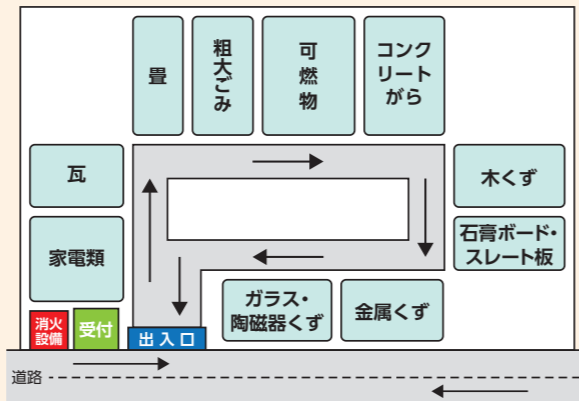 畳
粗大ごみ
可燃物
コンク
リート
がら
瓦
木くず
家電類
石膏ボード・
スレート板
ガラス・
陶磁器くず
金属くず
消火
設備
受付
出入口
道路